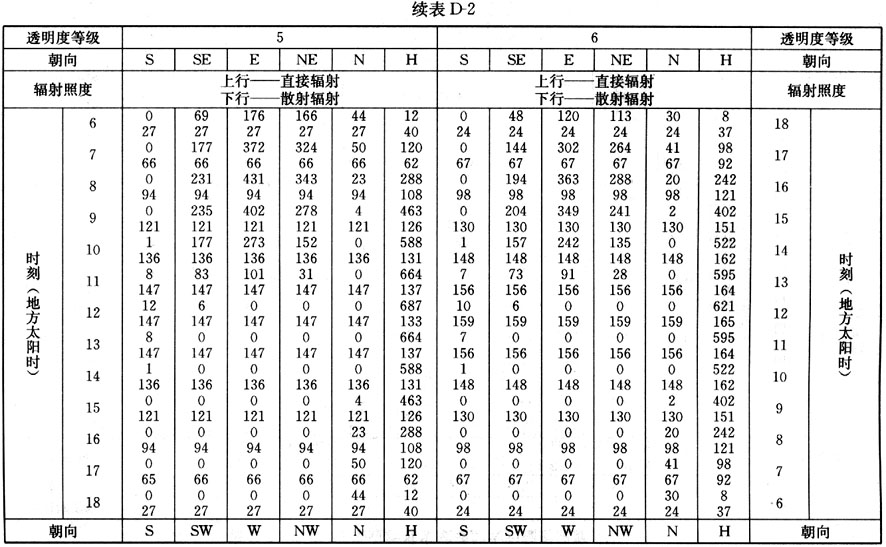 续表 D-2
透明度等级 5 6 透明度等级
朝向 S SE E NE N H S SE E NE N H 朝向
辐射照度 上行——直接辐射 上行——直接辐射 辐射照度
下行——散射辐射 下行——散射辐射
时刻(地方太阳时)
6 0 69 176 166 44 12 0 48 120 113 30 8 18
27 27 27 27 27 40 24 24 24 24 24 37
7 0 177 372 324 50 120 0 144 302 264 41 98 17
66 66 66 66 66 62 67 67 67 67 67 92
8 0 231 431 343 23 288 0 194 363 288 20 242 16
94 94 94 94 94 108 98 98 98 98 98 121
9 0 235 402 278 4 463 0 204 349 241 2 402 15
121 121 121 121 121 126 130 130 130 130 130 151
10 1 177 273 152 0 588 1 157 242 135 0 522 14
136 136 136 136 136 131 148 148 148 148 148 162
11 8 83 101 31 0 664 7 73 91 28 0 595 13
147 147 147 147 147 137 156 156 156 156 156 164
12 12 6 0 0 0 687 10 6 0 0 0 621 12
147 147 147 147 147 133 159 159 159 159 159 165
13 8 0 0 0 0 664 7 0 0 0 0 595 11
147 147 147 147 147 137 156 156 156 156 156 164
14 1 0 0 0 0 588 1 0 0 0 0 522 10
136 136 136 136 136 131 148 148 148 148 148 162
15 0 0 0 0 4 463 0 0 0 0 2 402 9
121 121 121 121 121 126 130 130 130 130 130 151
16 0 0 0 0 23 288 0 0 0 0 20 242 8
94 94 94 94 94 108 98 98 98 98 98 121
17 0 0 0 0 50 120 0 0 0 0 41 98 7
65 66 66 66 66 62 67 67 67 67 67 92
18 0 0 0 0 44 12 0 0 0 0 30 8 6
27 27 27 27 27 40 24 24 24 24 24 37
时刻(地方太阳时)
朝向 S SW W NW N H S SW W NW N H 朝向